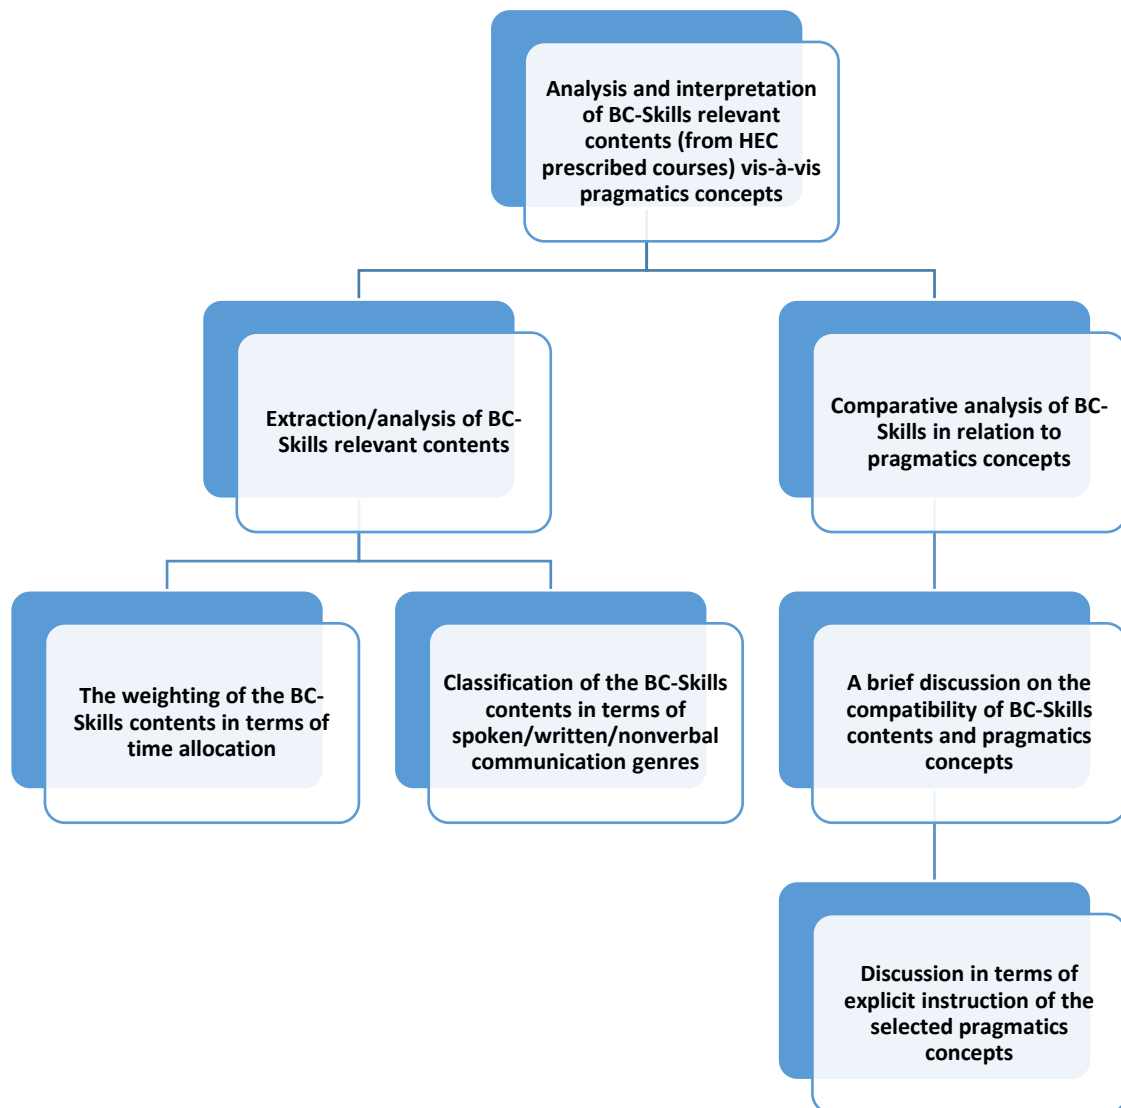 Analysis and interpretation
of BC-Skills relevant
contents (from HEC
prescribed courses) vis-à-vis
pragmatics concepts
Extraction/analysis of BC-
Skills relevant contents
Comparative analysis of BC-
Skills in relation to
pragmatics concepts
The weighting of the BC-
Skills contents in terms of
time allocation
Classification of the BC-Skills
contents in terms of
spoken/written/nonverbal
communication genres
A brief discussion on the
compatibility of BC-Skills
contents and pragmatics
concepts
Discussion in terms of
explicit instruction of the
selected pragmatics
concepts